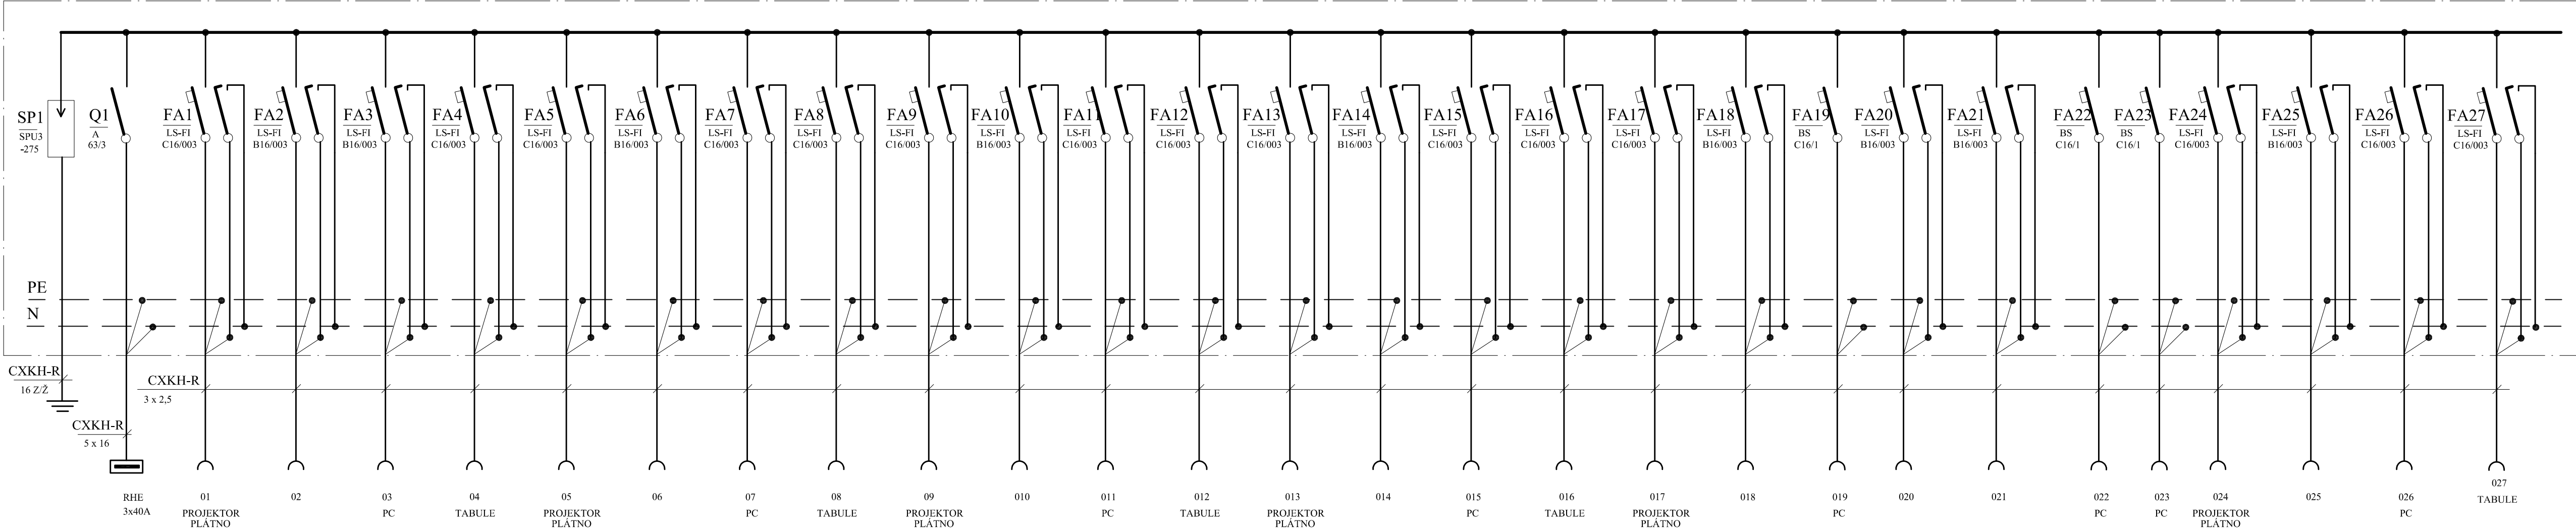 SP1
SPU3
-275
Q1
A
63/3
FA1
LS-FI
C16/003
FA2
LS-FI
B16/003
FA3
LS-FI
B16/003
FA4
LS-FI
C16/003
FA5
LS-FI
C16/003
FA6
LS-FI
B16/003
FA7
LS-FI
C16/003
FA8
LS-FI
C16/003
FA9
LS-FI
C16/003
FA10
LS-FI
B16/003
FA11
LS-FI
C16/003
FA12
LS-FI
C16/003
FA13
LS-FI
C16/003
FA14
LS-FI
B16/003
FA15
LS-FI
C16/003
FA16
LS-FI
C16/003
FA17
LS-FI
C16/003
FA18
LS-FI
B16/003
FA19
BS
C16/1
FA20
LS-FI
B16/003
FA21
LS-FI
B16/003
FA22
BS
C16/1
FA23
BS
C16/1
FA24
LS-FI
C16/003
FA25
LS-FI
B16/003
FA26
LS-FI
C16/003
FA27
LS-FI
C16/003
PE
N
CXKH-R
16 Z/Ž
CXKH-R
3 x 2,5
CXKH-R
5 x 16
RHE
3x40A
01
PROJEKTOR
PLÁTNO
02
03
PC
04
TABULE
05
PROJEKTOR
PLÁTNO
06
07
PC
08
TABULE
09
PROJEKTOR
PLÁTNO
010
011
PC
012
TABULE
013
PROJEKTOR
PLÁTNO
014
015
PC
016
TABULE
017
PROJEKTOR
PLÁTNO
018
019
PC
020
021
022
PC
023
PC
024
PROJEKTOR
PLÁTNO
025
026
PC
027
TABULE